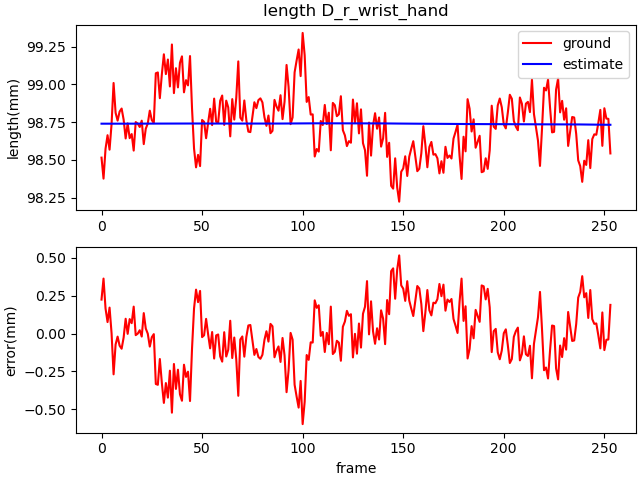 length D_r_wrist_hand
length(mm)
99.25
99.00
98.75
98.50
98.25
ground
estimate
0 50 100 150 200 250
error(mm)
0.50
0.25
0.00
−0.25
−0.50
0 50 100 150 200 250
frame